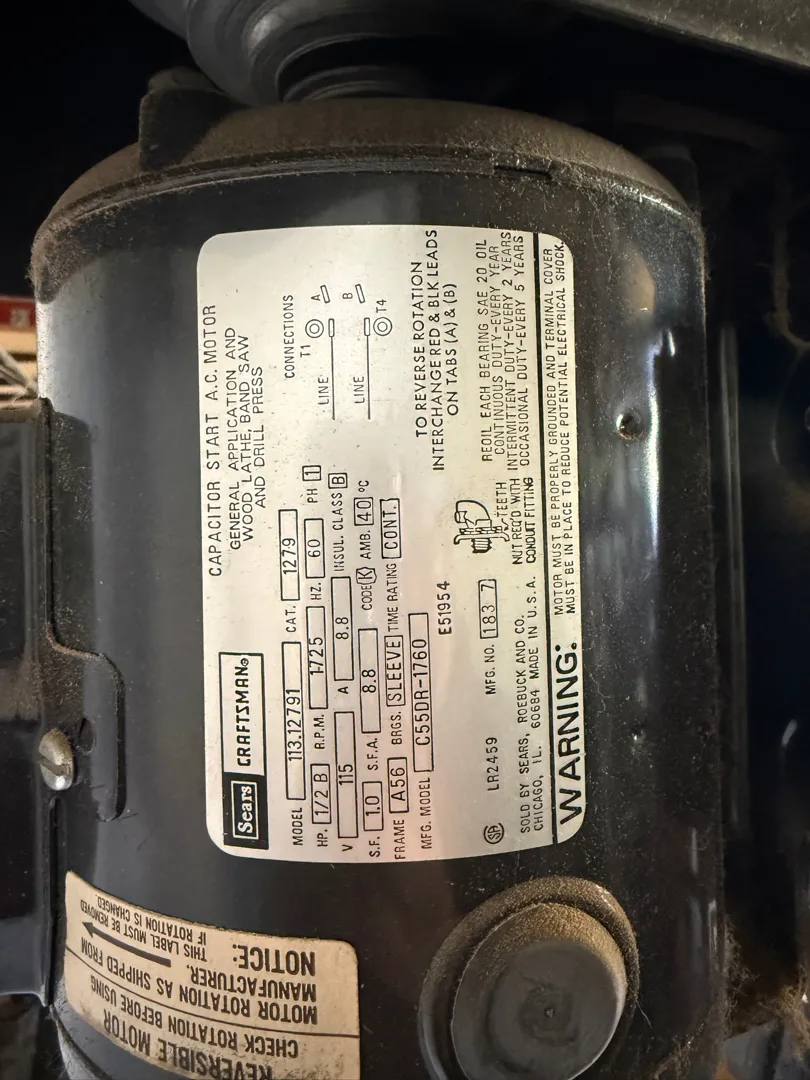 Sears CRAFTSMAN®
CAPACITOR START A.C. MOTOR
GENERAL APPLICATION AND
WOOD LATHE, BAND SAW
AND DRILL PRESS
MODEL 113.12791 CAT. 1279
HP. 1/2 B R.P.M. 1725 HZ. 60 PH 1
V 115 A 8.8 INSUL. CLASS B
S.F. 1.0 S.F.A. 8.8 CODE K AMB. 40 °C
FRAME A56 BRGS. SLEEVE TIME RATING CONT.
MFG. MODEL C55DR-1760
E51954
LR2459 MFG. NO. 183 7
SOLD BY SEARS, ROEBUCK AND CO.
CHICAGO, IL. 60684 MADE IN U.S.A.
CONNECTIONS
T1 A
LINE
B
LINE T4
TO REVERSE ROTATION
INTERCHANGE RED & BLK LEADS
ON TABS (A) & (B)
TEETH
NUT REQ'D WITH
CONDUIT FITTING
REOIL EACH BEARING SAE 20 OIL
CONTINUOUS DUTY-EVERY YEAR
INTERMITTENT DUTY-EVERY 2 YEARS
OCCASIONAL DUTY-EVERY 5 YEARS
WARNING:
MOTOR MUST BE PROPERLY GROUNDED AND TERMINAL COVER
MUST BE IN PLACE TO REDUCE POTENTIAL ELECTRICAL SHOCK.
REVERSIBLE MOTOR
CHECK ROTATION BEFORE USING
MOTOR ROTATION AS SHIPPED FROM
MANUFACTURER:
NOTICE:
THIS LABEL MUST BE REMOVED
IF ROTATION IS CHANGED.